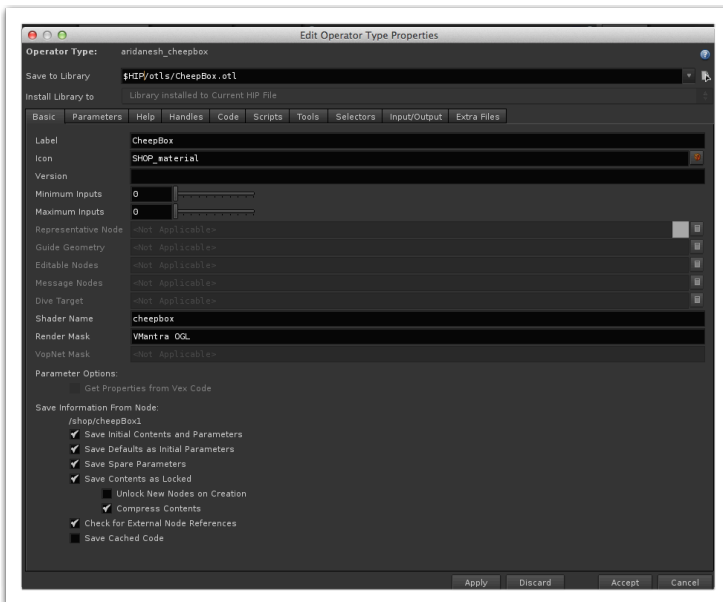 Edit Operator Type Properties
Operator Type: aridanesh_cheepbox
Save to Library $HIP/otls/CheepBox.otl
Install Library to Library installed to Current HIP File
Basic Parameters Help Handles Code Scripts Tools Selectors Input/Output Extra Files
Label CheepBox
Icon SHOP_material
Version
Minimum Inputs 0
Maximum Inputs 0
Representative Node <Not Applicable>
Guide Geometry <Not Applicable>
Editable Nodes <Not Applicable>
Message Nodes <Not Applicable>
Dive Target <Not Applicable>
Shader Name cheepbox
Render Mask VMantra OGL
VopNet Mask <Not Applicable>
Parameter Options:
Get Properties from Vex Code
Save Information From Node:
/shop/cheepBox1
Save Initial Contents and Parameters
Save Defaults as Initial Parameters
Save Spare Parameters
Save Contents as Locked
Unlock New Nodes on Creation
Compress Contents
Check for External Node References
Save Cached Code
Apply Discard Accept Cancel